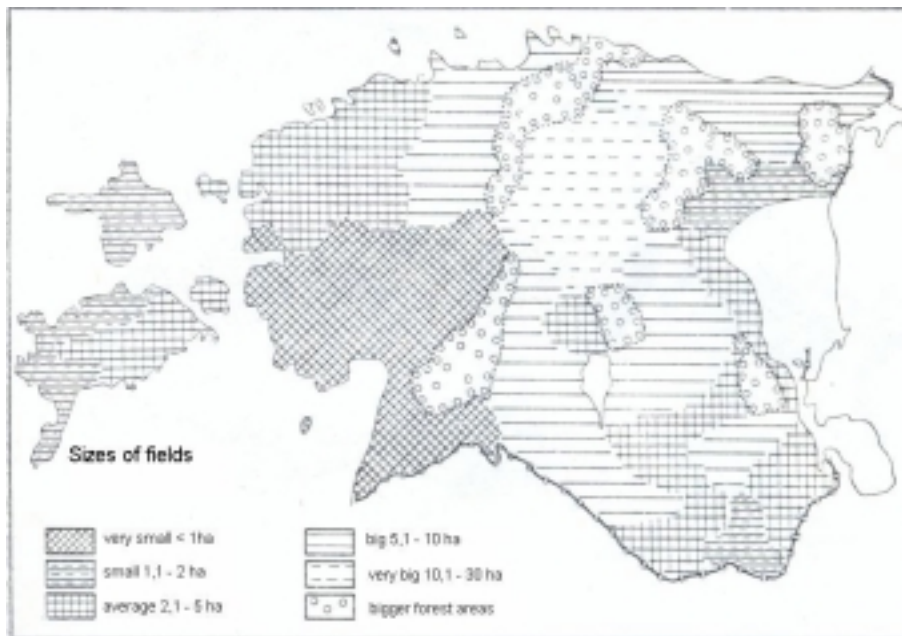 Sizes of fields
very small < 1ha
small 1,1 - 2 ha
average 2,1 - 5 ha
big 5,1 - 10 ha
very big 10,1 - 30 ha
bigger forest areas